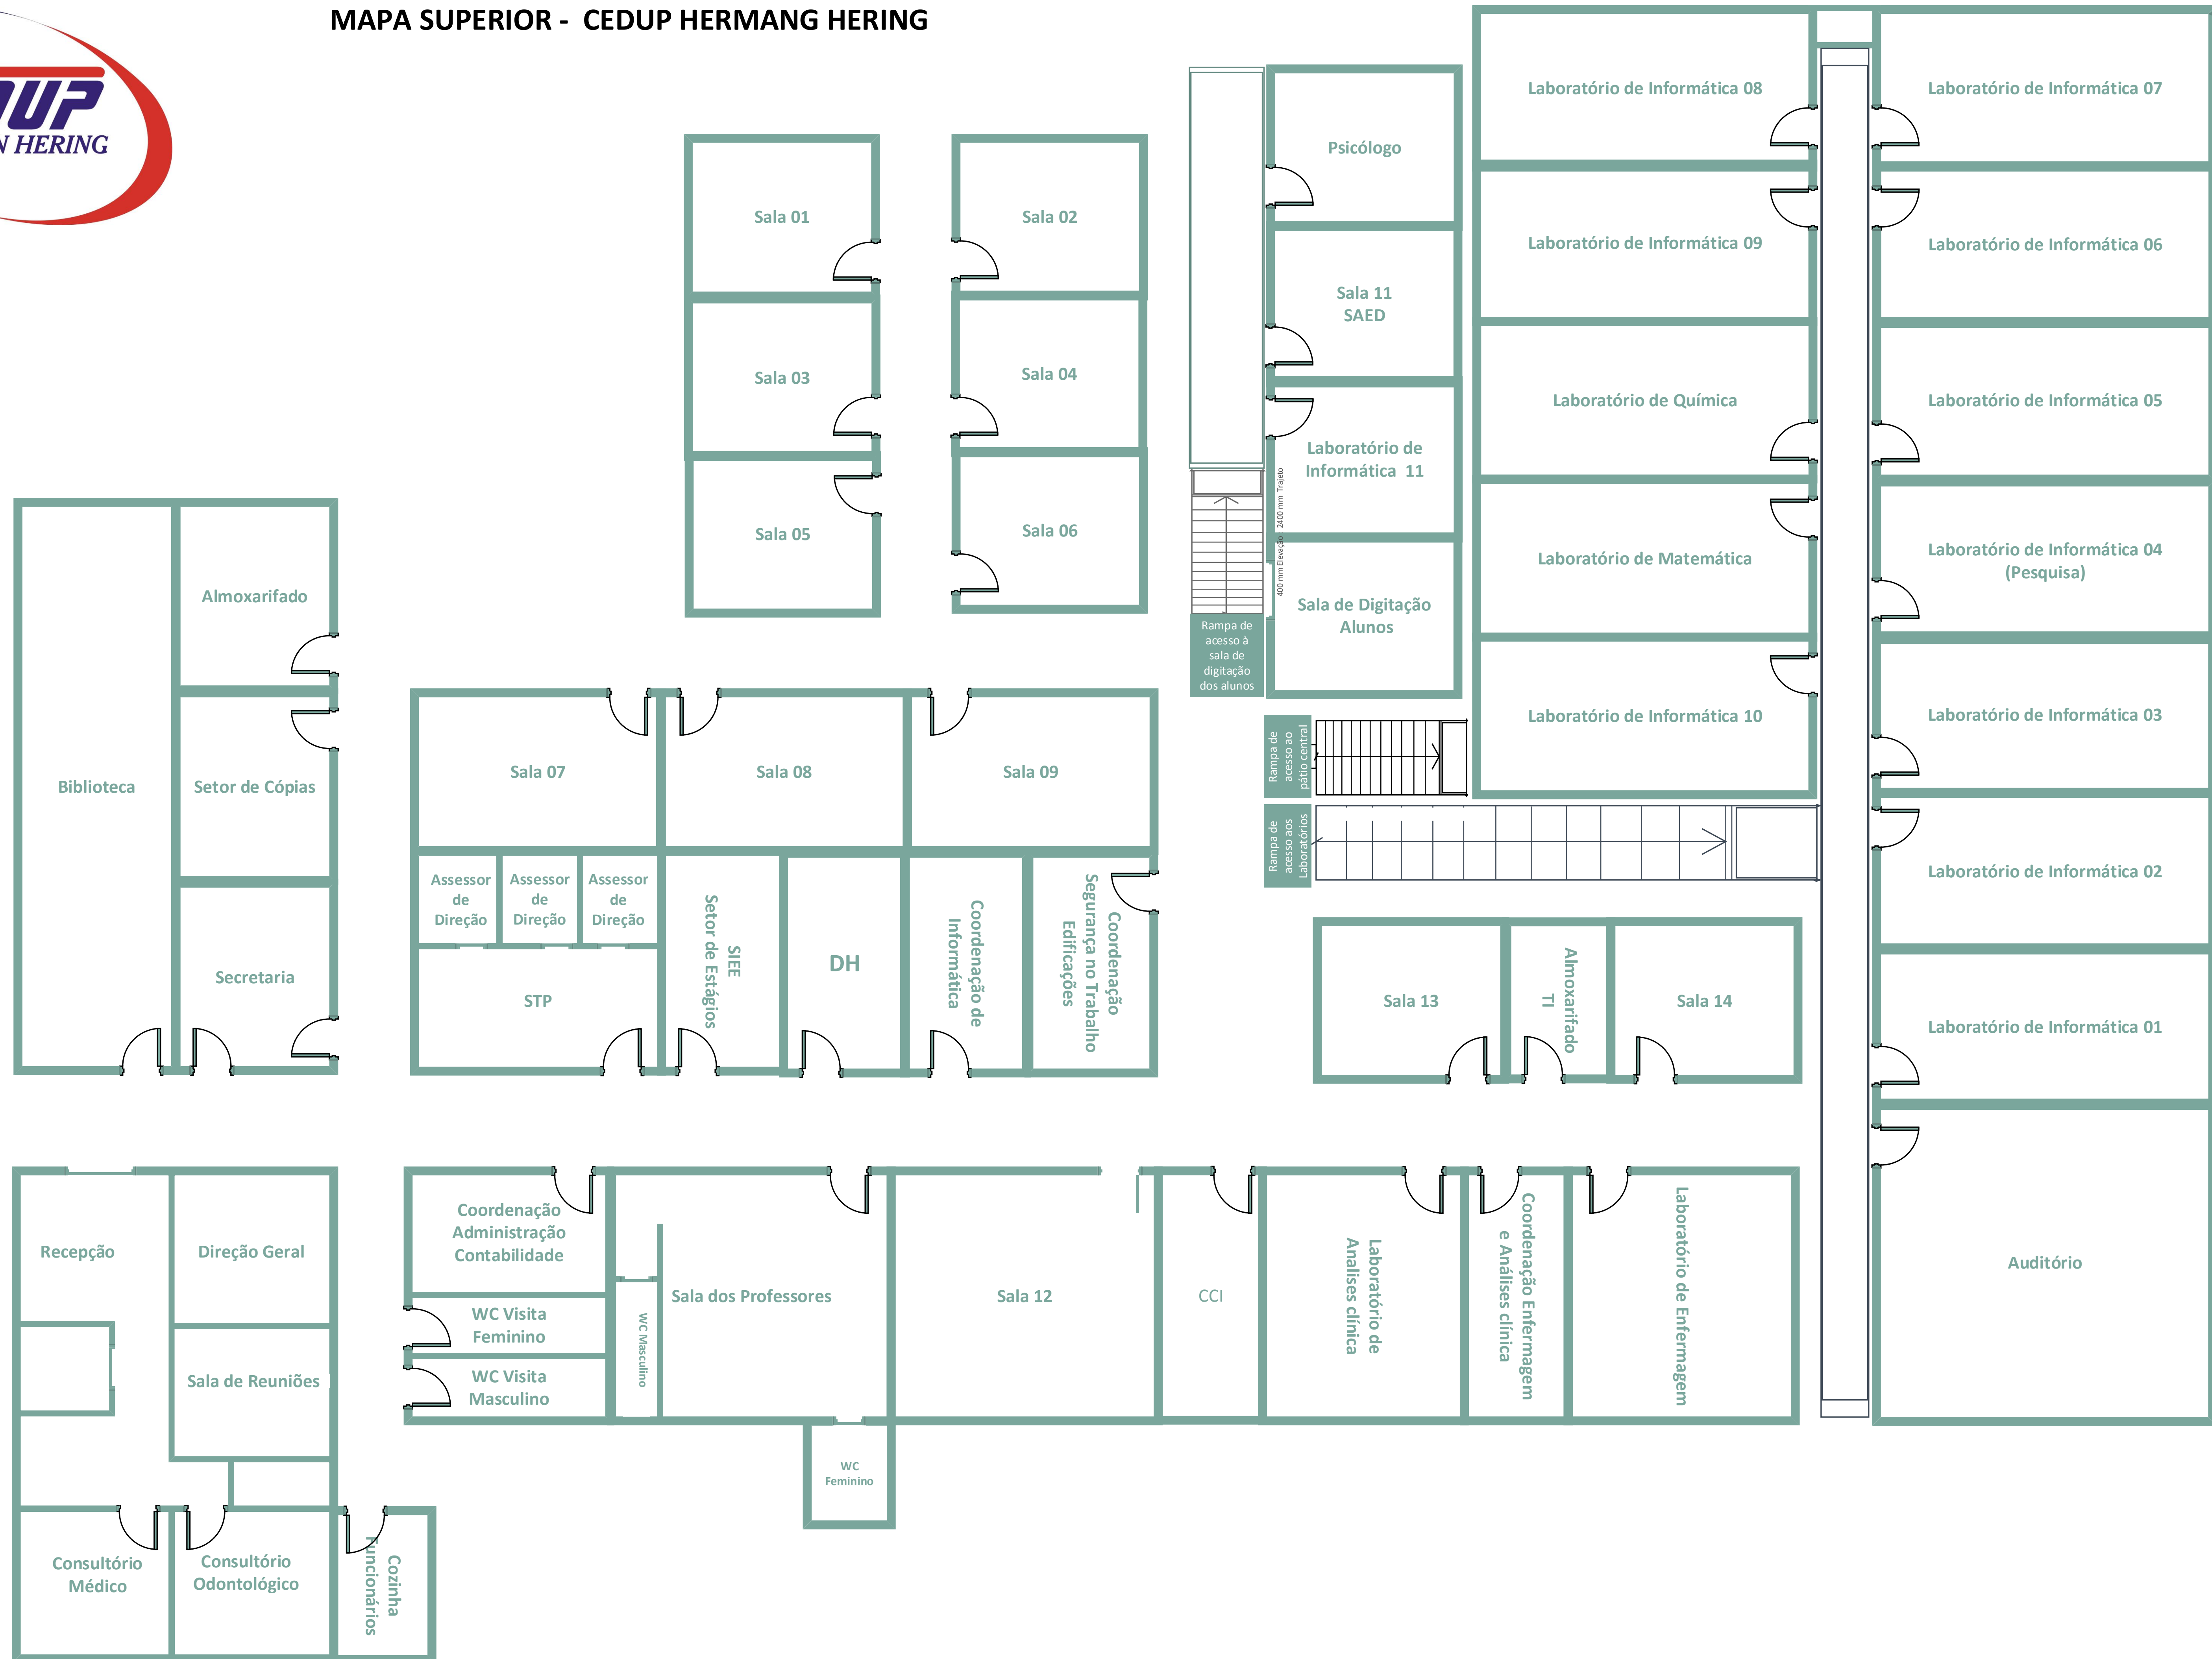 MAPA SUPERIOR - CEDUP HERMANG HERING
HERING
Laboratório de Informática 08
Laboratório de Informática 07
Psicólogo
Sala 01
Sala 02
Laboratório de Informática 09
Laboratório de Informática 06
Sala 11
SAED
Sala 03
Sala 04
Laboratório de Química
Laboratório de Informática 05
Laboratório de
Informática 11
400 mm Elevação : 2400 mm Trajeto
Sala 05
Sala 06
Laboratório de Matemática
Laboratório de Informática 04
(Pesquisa)
Sala de Digitação
Alunos
Rampa de
acesso à
sala de
digitação
dos alunos
Almoxarifado
Biblioteca
Setor de Cópias
Secretaria
Sala 07
Sala 08
Sala 09
Rampa de
acesso ao
pátio central
Laboratório de Informática 10
Laboratório de Informática 03
Rampa de
acesso aos
Laboratórios
Laboratório de Informática 02
Assessor
de
Direção
Assessor
de
Direção
Assessor
de
Direção
STP
SIEE
Setor de Estágios
DH
Coordenação de
Informática
Coordenação
Segurança no Trabalho
Edificações
Sala 13
Almoxarifado
TI
Sala 14
Laboratório de Informática 01
Recepção
Direção Geral
Sala de Reuniões
Coordenação
Administração
Contabilidade
WC Visita
Feminino
WC Visita
Masculino
WC Masculino
Sala dos Professores
WC
Feminino
Sala 12
CCI
Laboratório de
Analises clínica
Coordenação Enfermagem
e Análises clínica
Laboratório de Enfermagem
Auditório
Consultório
Médico
Consultório
Odontológico
Cozinha
Funcionários